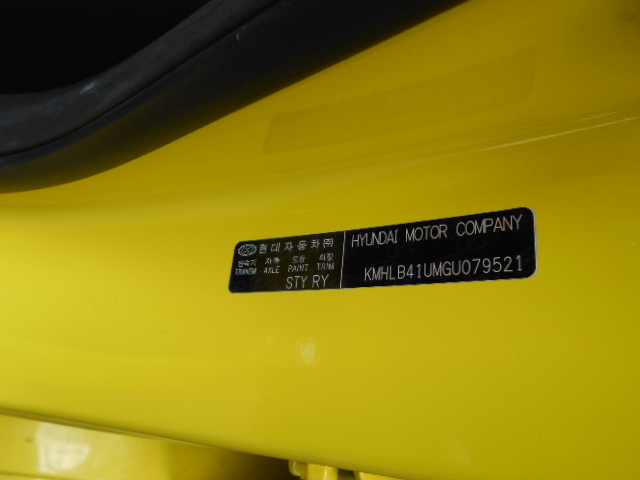 현대자동차㈜
변속기 차축 도장 의장
TRANSM AXLE PAINT TRIM
STY RY
HYUNDAI MOTOR COMPANY
KMHLB41UMGU079521